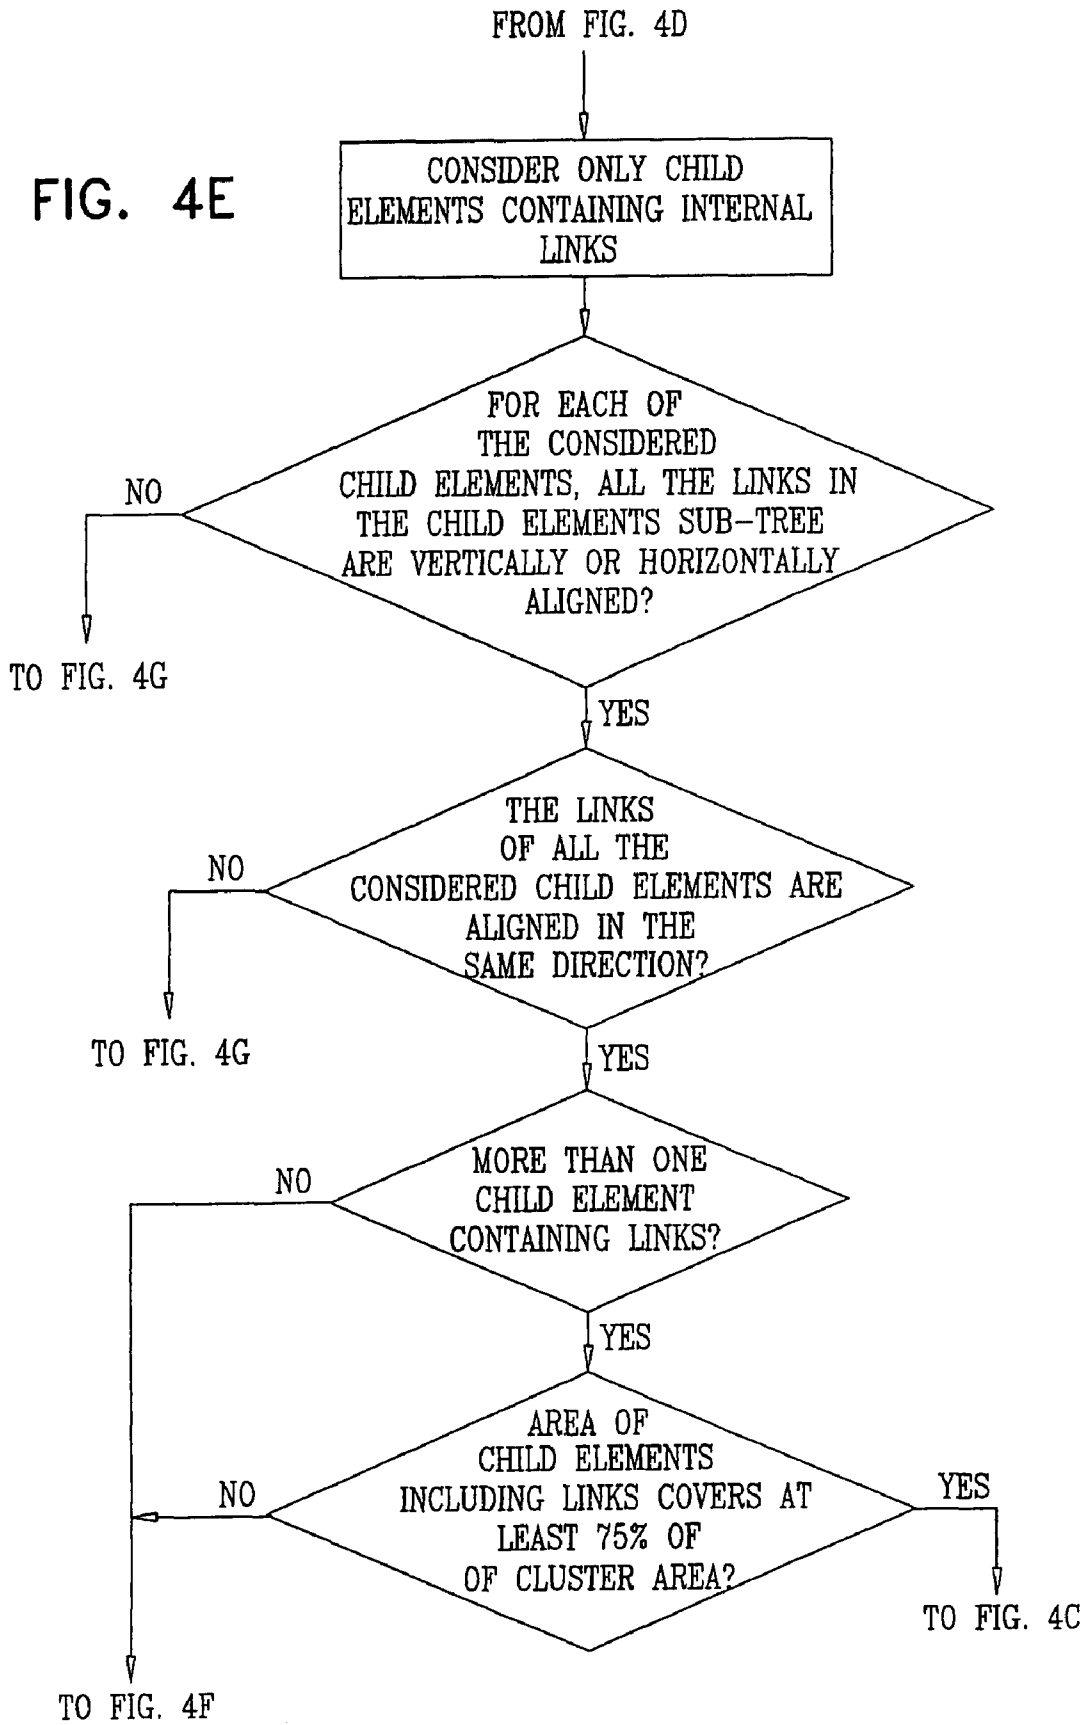 FROM FIG. 4D
FIG. 4E
CONSIDER ONLY CHILD
ELEMENTS CONTAINING INTERNAL
LINKS
FOR EACH OF
THE CONSIDERED
CHILD ELEMENTS, ALL THE LINKS IN
THE CHILD ELEMENTS SUB-TREE
ARE VERTICALLY OR HORIZONTALLY
ALIGNED?
NO
TO FIG. 4G
YES
THE LINKS
OF ALL THE
CONSIDERED CHILD ELEMENTS ARE
ALIGNED IN THE
SAME DIRECTION?
NO
TO FIG. 4G
YES
MORE THAN ONE
CHILD ELEMENT
CONTAINING LINKS?
NO
YES
AREA OF
CHILD ELEMENTS
INCLUDING LINKS COVERS AT
LEAST 75% OF
OF CLUSTER AREA?
NO
YES
TO FIG. 4C
TO FIG. 4F